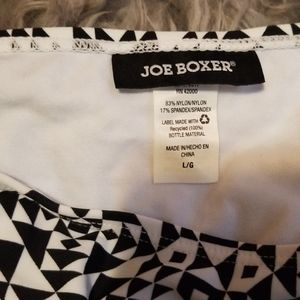 JOE BOXER®
RN 42000
83% NYLON/NYLON
17% SPANDEX/SPANDEX
LABEL MADE WITH
Recycled (100%)
BOTTLE MATERIAL
MADE IN/HECHO EN
CHINA
L/G